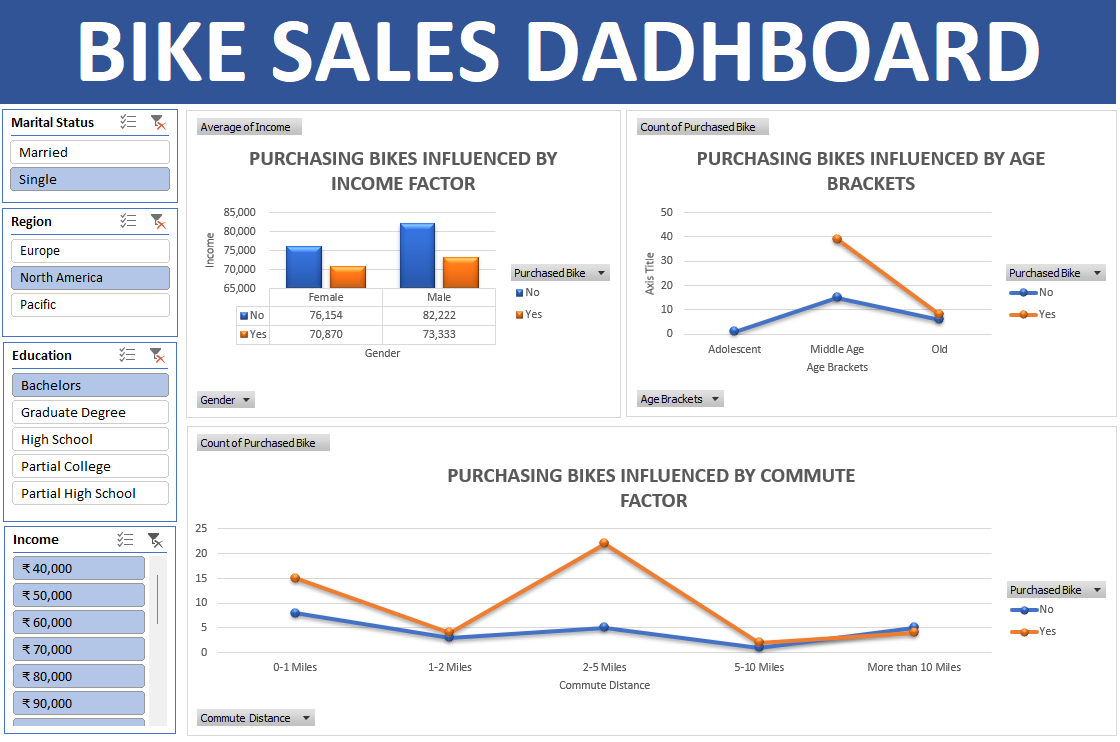 BIKE SALES DADHBOARD
Marital Status
Married
Single
Region
Europe
North America
Pacific
Education
Bachelors
Graduate Degree
High School
Partial College
Partial High School
Income
₹ 40,000
₹ 50,000
₹ 60,000
₹ 70,000
₹ 80,000
₹ 90,000
Average of Income
PURCHASING BIKES INFLUENCED BY
INCOME FACTOR
85,000
80,000
75,000
70,000
65,000
Income
Female Male
No 76,154 82,222
Yes 70,870 73,333
Gender
Purchased Bike
No
Yes
Gender
Count of Purchased Bike
PURCHASING BIKES INFLUENCED BY AGE
BRACKETS
50
40
30
20
10
0
Axis Title
Adolescent Middle Age Old
Age Brackets
Purchased Bike
No
Yes
Age Brackets
Count of Purchased Bike
PURCHASING BIKES INFLUENCED BY COMMUTE
FACTOR
25
20
15
10
5
0
0-1 Miles 1-2 Miles 2-5 Miles 5-10 Miles More than 10 Miles
Commute Distance
Purchased Bike
No
Yes
Commute Distance